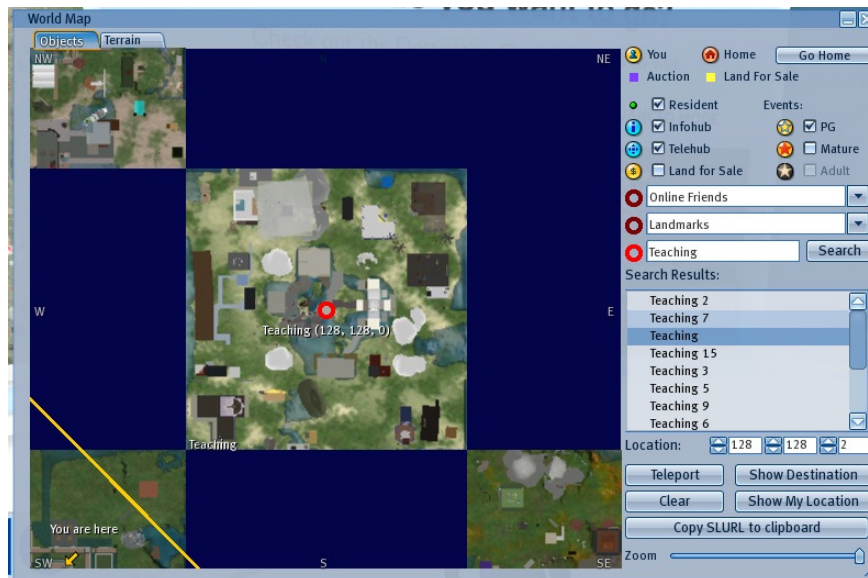 World Map
Objects
Terrain
NW
N
NE
W
E
Teaching (128, 128, 0)
Teaching
You are here
SW
S
SE
You
Home
Go Home
Auction
Land For Sale
Resident
Events:
Infohub
PG
Telehub
Mature
Land for Sale
Adult
Online Friends
Landmarks
Teaching
Search
Search Results:
Teaching 2
Teaching 7
Teaching
Teaching 15
Teaching 3
Teaching 5
Teaching 9
Teaching 6
Location:
128
128
2
Teleport
Show Destination
Clear
Show My Location
Copy SLURL to clipboard
Zoom